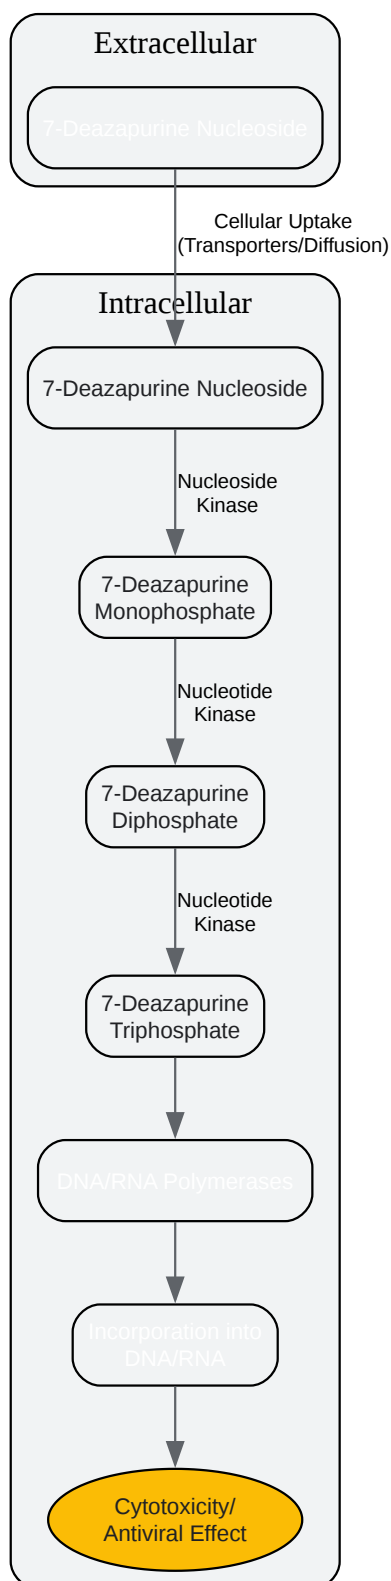 Extracellular
7-Deazapurine Nucleoside
Cellular Uptake
(Transporters/Diffusion)
Intracellular
7-Deazapurine Nucleoside
Nucleoside
Kinase
7-Deazapurine
Monophosphate
Nucleotide
Kinase
7-Deazapurine
Diphosphate
Nucleotide
Kinase
7-Deazapurine
Triphosphate
DNA/RNA Polymerases
Incorporation into
DNA/RNA
Cytotoxicity/
Antiviral Effect